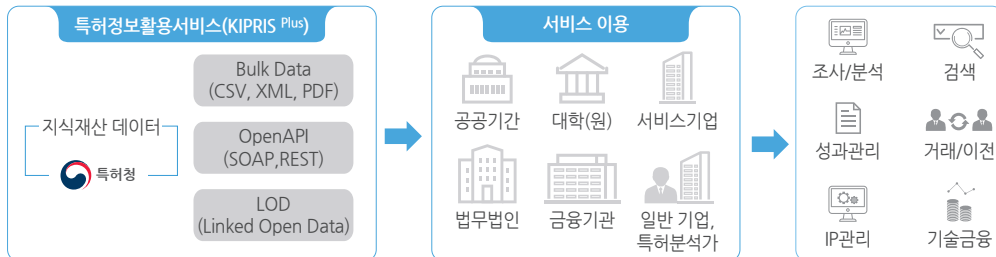 특허정보활용서비스(KIPRIS Plus)
지식재산 데이터
특허청
Bulk Data
(CSV, XML, PDF)
OpenAPI
(SOAP,REST)
LOD
(Linked Open Data)
서비스 이용
공공기간
대학(원)
서비스기업
법무법인
금융기관
일반 기업,
특허분석가
조사/분석
검색
성과관리
거래/이전
IP관리
기술금융